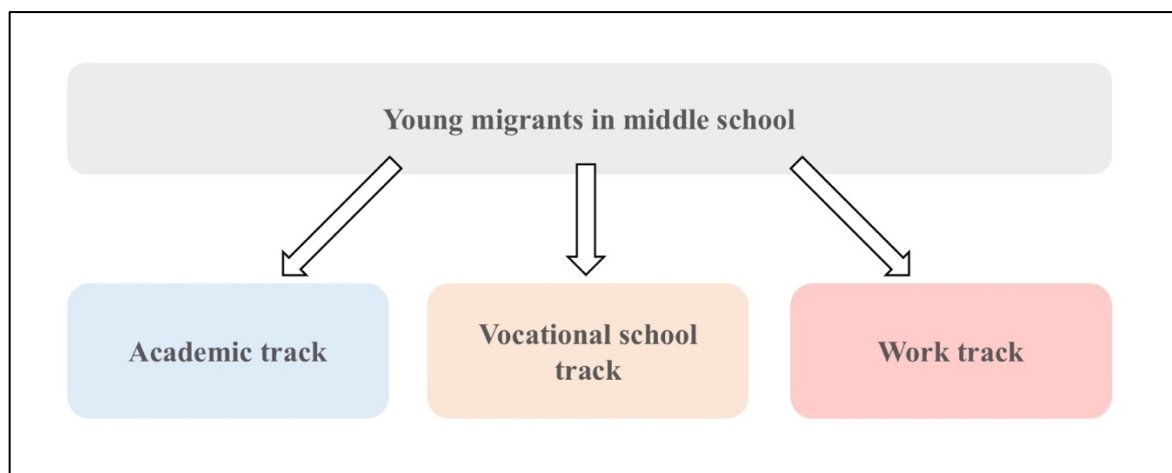 Young migrants in middle school
Academic track
Vocational school
track
Work track